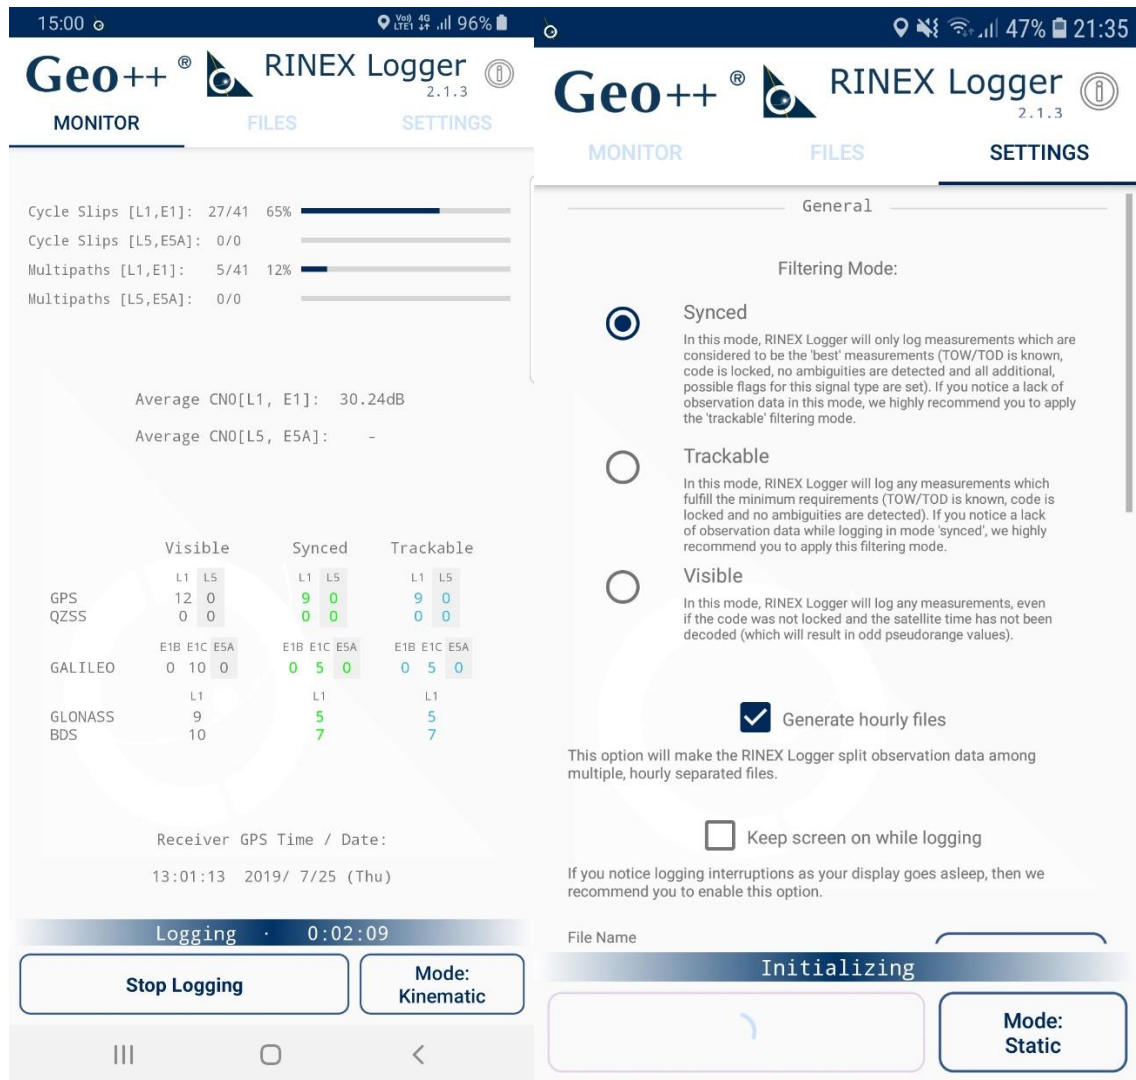 15:00 Vo)) LTE1 4G 96%
Geo++ ® RINEX Logger
2.1.3
MONITOR FILES SETTINGS
Cycle Slips [L1,E1]: 27/41 65%
Cycle Slips [L5,E5A]: 0/0
Multipaths [L1,E1]: 5/41 12%
Multipaths [L5,E5A]: 0/0
Average CN0[L1, E1]: 30.24dB
Average CN0[L5, E5A]: -
Visible Synced Trackable
L1 L5 L1 L5 L1 L5
GPS 12 0 9 0 9 0
QZSS 0 0 0 0 0 0
E1B E1C E5A E1B E1C E5A E1B E1C E5A
GALILEO 0 10 0 0 5 0 0 5 0
L1 L1 L1
GLONASS 9 5 5
BDS 10 7 7
Receiver GPS Time / Date:
13:01:13 2019/ 7/25 (Thu)
Logging · 0:02:09
Stop Logging
Mode:
Kinematic
47% 21:35
Geo++ ® RINEX Logger
2.1.3
MONITOR FILES SETTINGS
General
Filtering Mode:
Synced
In this mode, RINEX Logger will only log measurements which are
considered to be the 'best' measurements (TOW/TOD is known,
code is locked, no ambiguities are detected and all additional,
possible flags for this signal type are set). If you notice a lack of
observation data in this mode, we highly recommend you to apply
the 'trackable' filtering mode.
Trackable
In this mode, RINEX Logger will log any measurements which
fulfill the minimum requirements (TOW/TOD is known, code is
locked and no ambiguities are detected). If you notice a lack
of observation data while logging in mode 'synced', we highly
recommend you to apply this filtering mode.
Visible
In this mode, RINEX Logger will log any measurements, even
if the code was not locked and the satellite time has not been
decoded (which will result in odd pseudorange values).
Generate hourly files
This option will make the RINEX Logger split observation data among
multiple, hourly separated files.
Keep screen on while logging
If you notice logging interruptions as your display goes asleep, then we
recommend you to enable this option.
File Name
Initializing
Mode:
Static